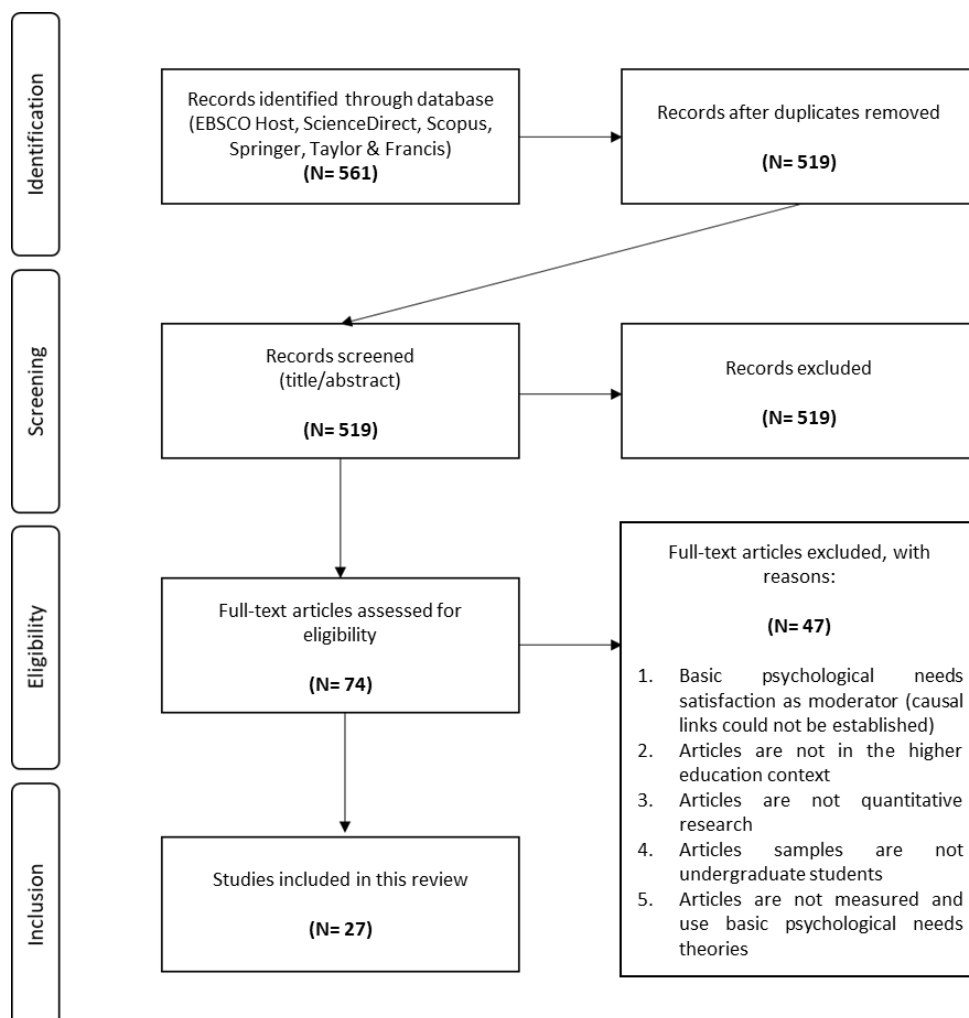 Identification
Records identified through database
(EBSCO Host, ScienceDirect, Scopus,
Springer, Taylor & Francis)
(N= 561)
Records after duplicates removed
(N= 519)
Screening
Records screened
(title/abstract)
(N= 519)
Records excluded
(N= 519)
Eligibility
Full-text articles assessed for
eligibility
(N= 74)
Full-text articles excluded, with
reasons:
(N= 47)
1. Basic psychological needs
satisfaction as moderator (causal
links could not be established)
2. Articles are not in the higher
education context
3. Articles are not quantitative
research
4. Articles samples are not
undergraduate students
5. Articles are not measured and
use basic psychological needs
theories
Inclusion
Studies included in this review
(N= 27)